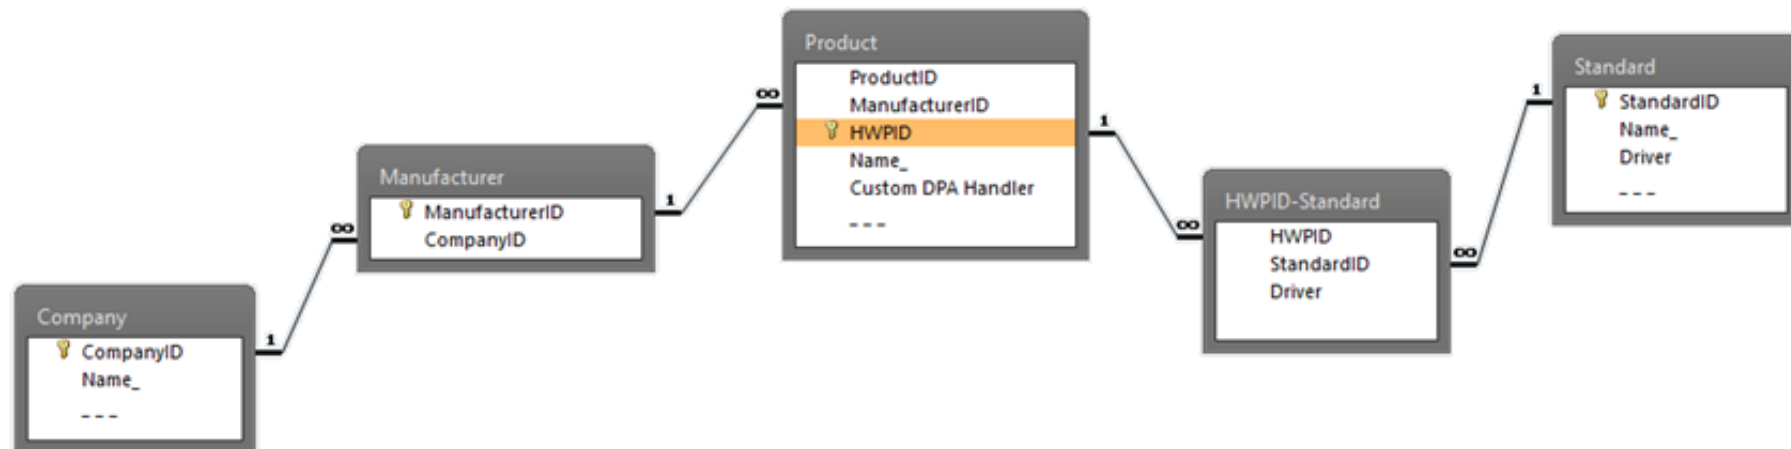 Company
CompanyID
Name_
---
1
∞
Manufacturer
ManufacturerID
CompanyID
1
∞
Product
ProductID
ManufacturerID
HWPID
Name_
Custom DPA Handler
---
1
∞
HWPID-Standard
HWPID
StandardID
Driver
∞
1
Standard
StandardID
Name_
Driver
---